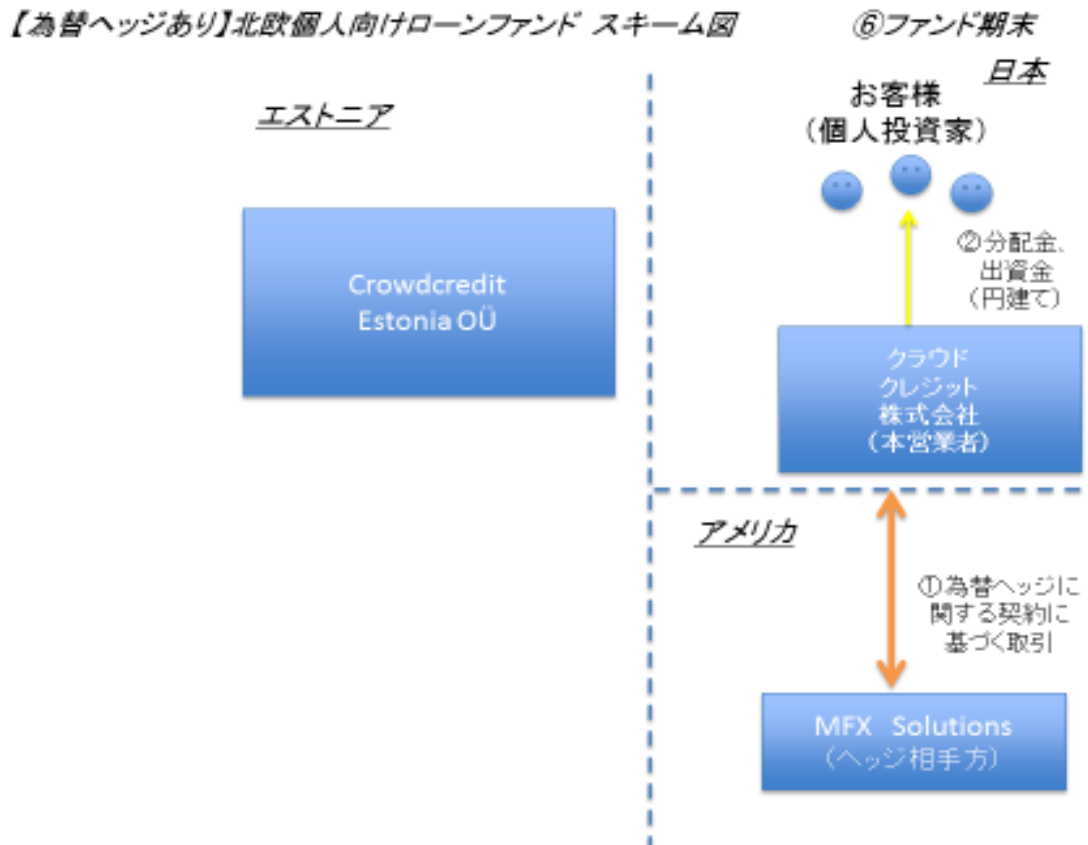 【為替ヘッジあり】北欧個人向けローンファンド スキーム図
⑥ファンド期末
日本
エストニア
お客様
（個人投資家）
②分配金、
出資金
（円建て）
Crowdcredit
Estonia OÜ
クラウド
クレジット
株式会社
（本営業者）
アメリカ
①為替ヘッジに
関する契約に
基づく取引
MFX Solutions
（ヘッジ相手方）